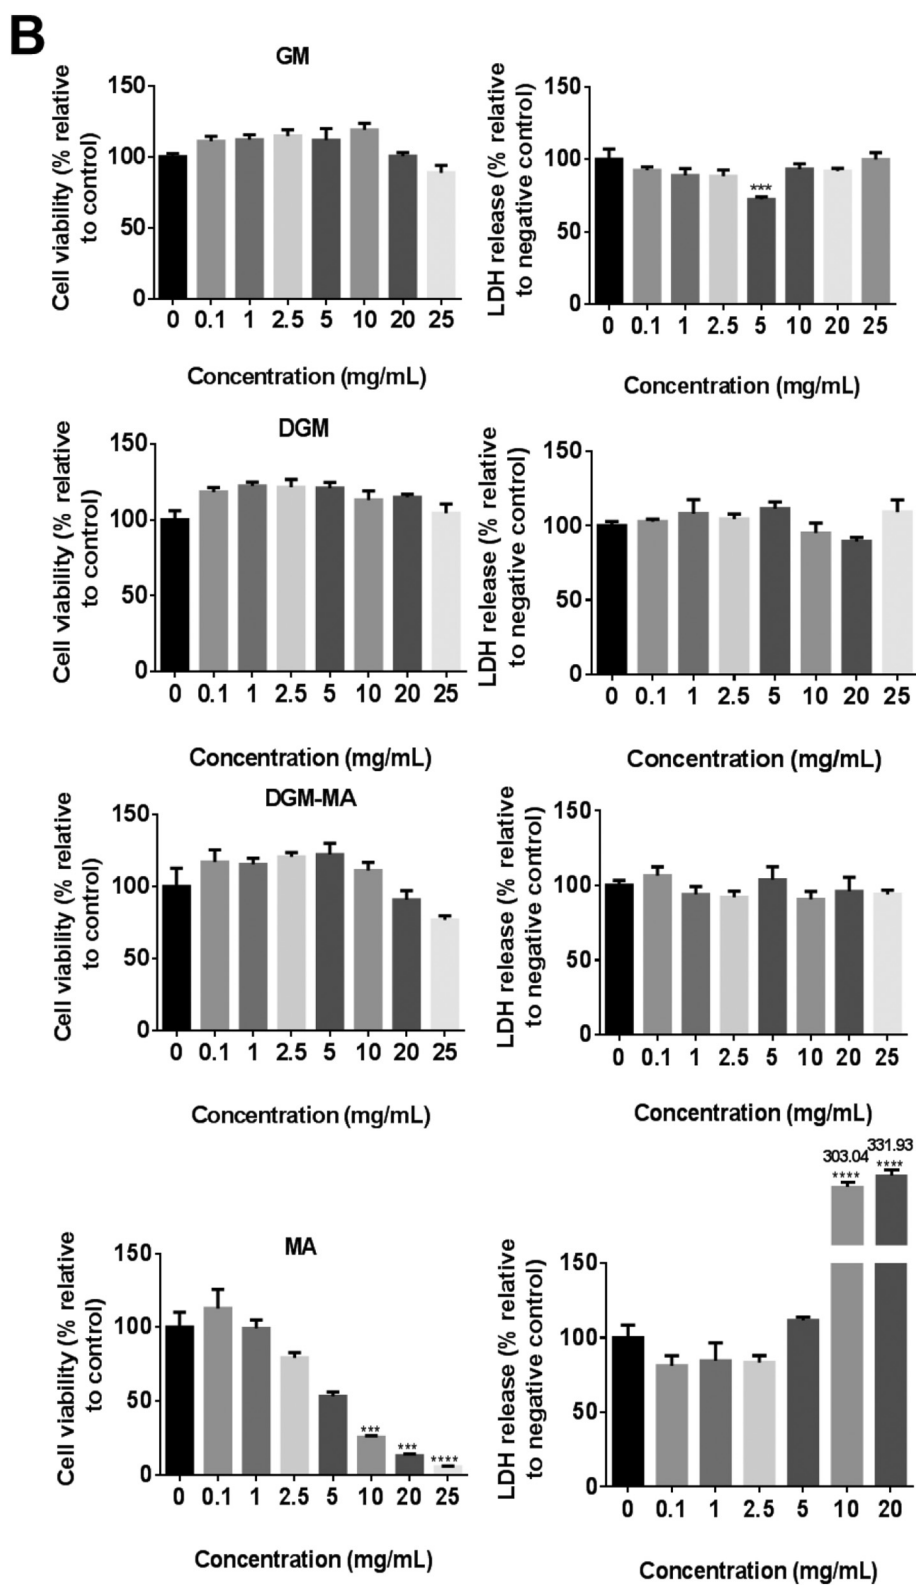 B
GM
Cell viability (% relative
to control)
150
100
50
0
0 0.1 1 2.5 5 10 20 25
Concentration (mg/mL)
LDH release (% relative
to negative control)
150
100
50
0
***
0 0.1 1 2.5 5 10 20 25
Concentration (mg/mL)
DGM
Cell viability (% relative
to control)
150
100
50
0
0 0.1 1 2.5 5 10 20 25
Concentration (mg/mL)
LDH release (% relative
to negative control)
150
100
50
0
0 0.1 1 2.5 5 10 20 25
Concentration (mg/mL)
DGM-MA
Cell viability (% relative
to control)
150
100
50
0
0 0.1 1 2.5 5 10 20 25
Concentration (mg/mL)
LDH release (% relative
to negative control)
150
100
50
0
0 0.1 1 2.5 5 10 20 25
Concentration (mg/mL)
MA
Cell viability (% relative
to control)
150
100
50
0
*** *** ****
0 0.1 1 2.5 5 10 20 25
Concentration (mg/mL)
LDH release (% relative
to negative control)
303.04 331.93
**** ****
150
100
50
0
0 0.1 1 2.5 5 10 20
Concentration (mg/mL)